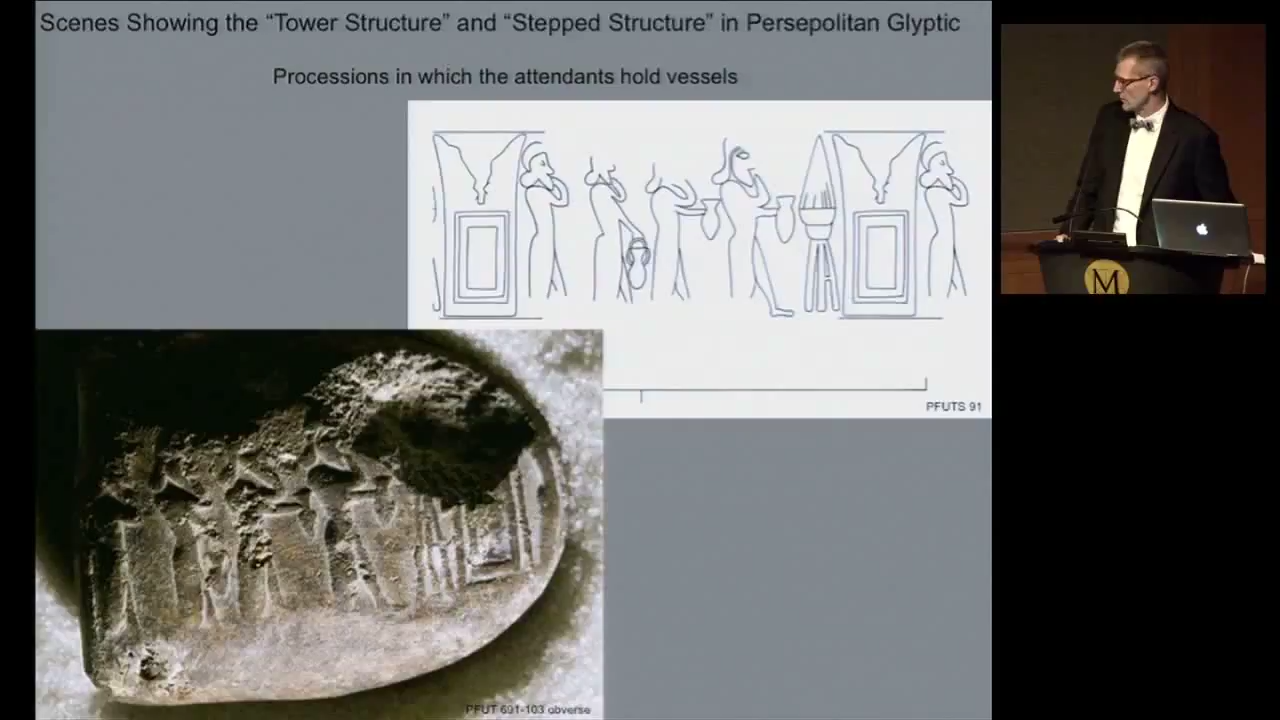 Scenes Showing the “Tower Structure” and “Stepped Structure” in Persepolitan Glyptic
Processions in which the attendants hold vessels
PFUTS 91
PFUT 691-103 obverse
M